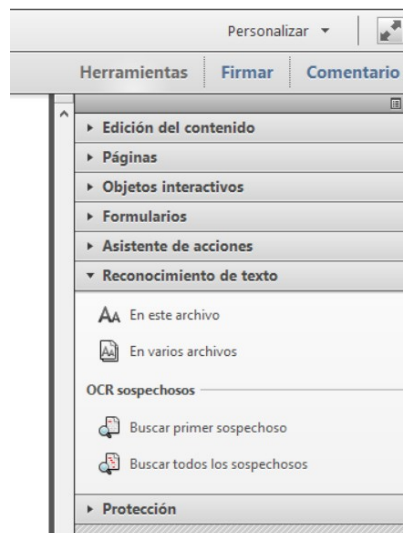 Personalizar
Herramientas Firmar Comentario
Edición del contenido
Páginas
Objetos interactivos
Formularios
Asistente de acciones
Reconocimiento de texto
En este archivo
En varios archivos
OCR sospechosos
Buscar primer sospechoso
Buscar todos los sospechosos
Protección